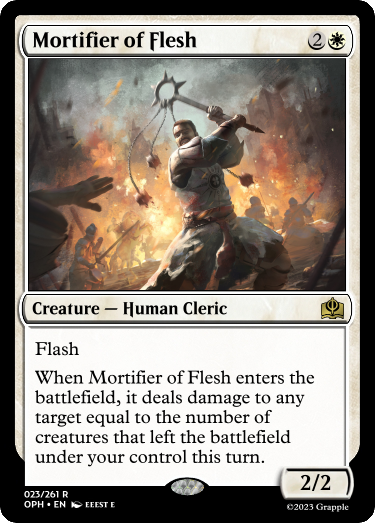 Mortifier of Flesh 2
Creature — Human Cleric
Flash
When Mortifier of Flesh enters the
battlefield, it deals damage to any
target equal to the number of
creatures that left the battlefield
under your control this turn.
2/2
023/261 R
OPH • EN EEEST E
©2023 Grapple